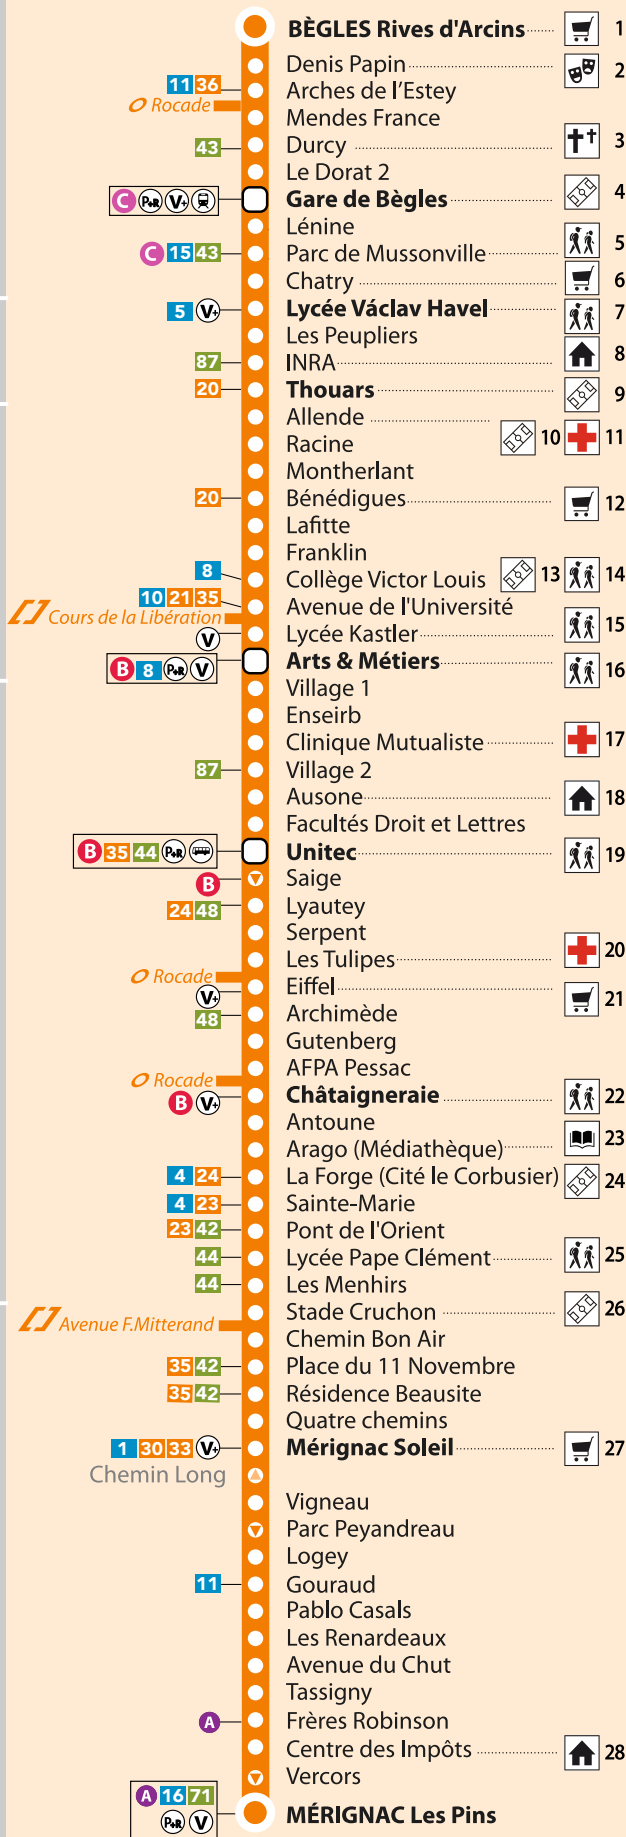 BÈGLES Rives d'Arcins 1
Denis Papin 2
11 36 Arches de l'Estey
Rocade
Mendes France
43 Durcy 3
Le Dorat 2
C P+R V+ Gare de Bègles 4
Lénine
C 15 43 Parc de Mussonville 5
Chatry 6
5 V+ Lycée Václav Havel 7
Les Peupliers
87 INRA 8
20 Thouars 9
Allende
Racine 10 11
Montherlant
20 Bénédigues 12
Lafitte
Franklin
8 Collège Victor Louis 13 14
10 21 35 Avenue de l'Université
Cours de la Libération
V Lycée Kastler 15
B 8 P+R V Arts & Métiers 16
Village 1
Enseirb
Clinique Mutualiste 17
87 Village 2
Ausone 18
Facultés Droit et Lettres
B 35 44 P+R Unitec 19
B Saige
24 48 Lyautey
Serpent
Les Tulipes 20
Rocade
V+ Eiffel 21
48 Archimède
Gutenberg
AFPA Pessac
Rocade
B V+ Châtaigneraie 22
Antoune
Arago (Médiathèque) 23
4 24 La Forge (Cité le Corbusier) 24
4 23 Sainte-Marie
23 42 Pont de l'Orient
44 Lycée Pape Clément 25
44 Les Menhirs
Stade Cruchon 26
Avenue F.Mitterand
Chemin Bon Air
35 42 Place du 11 Novembre
35 42 Résidence Beausite
Quatre chemins
1 30 33 V+ Mérignac Soleil 27
Chemin Long
Vigneau
Parc Peyandreau
Logey
11 Gouraud
Pablo Casals
Les Renardeaux
Avenue du Chut
Tassigny
A Frères Robinson
Centre des Impôts 28
Vercors
A 16 71
P+R V MÉRIGNAC Les Pins